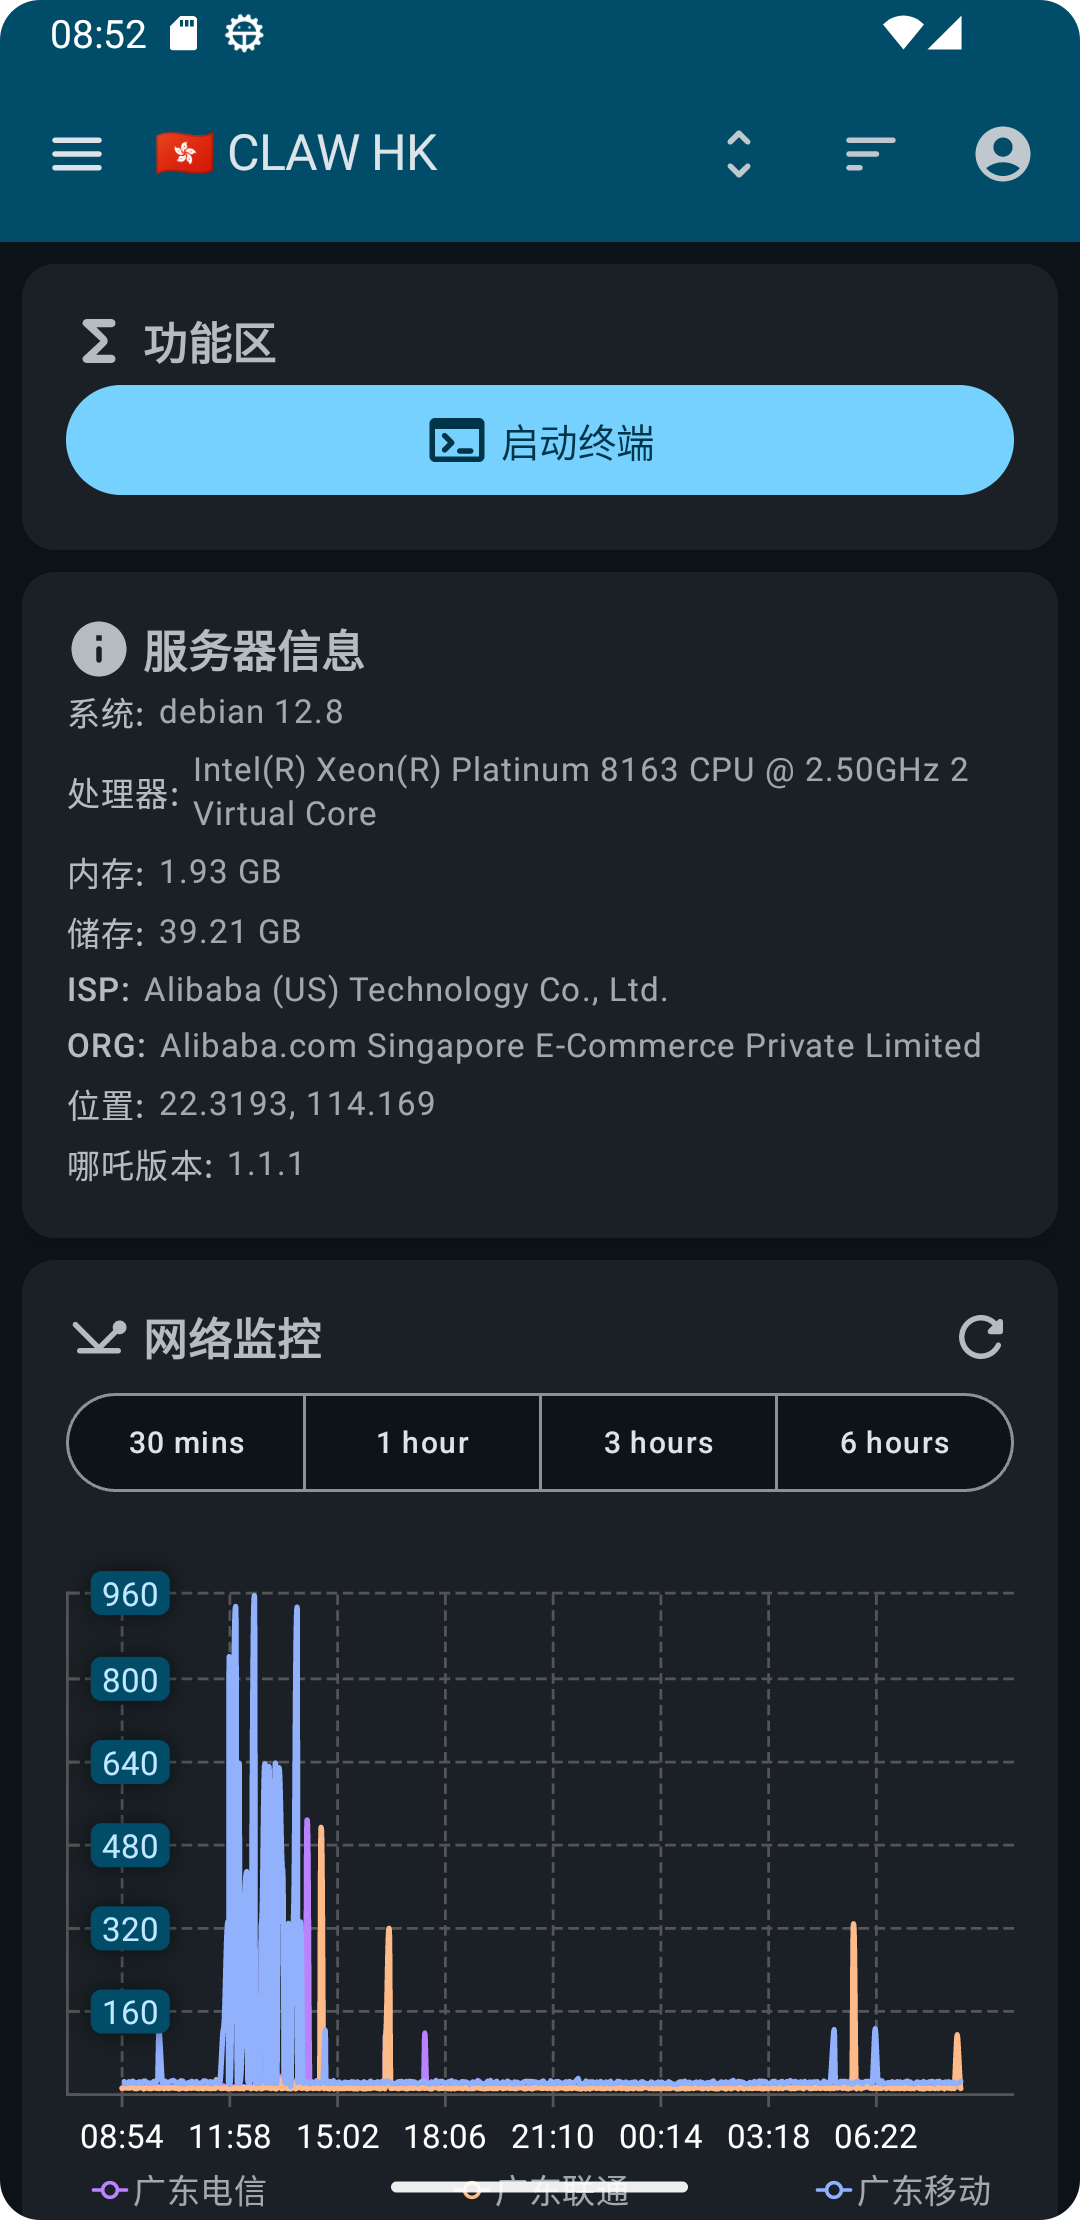 08:52
🇭🇰 CLAW HK
功能区
启动终端
服务器信息
系统: debian 12.8
处理器: Intel(R) Xeon(R) Platinum 8163 CPU @ 2.50GHz 2
Virtual Core
内存: 1.93 GB
储存: 39.21 GB
ISP: Alibaba (US) Technology Co., Ltd.
ORG: Alibaba.com Singapore E-Commerce Private Limited
位置: 22.3193, 114.169
哪吒版本: 1.1.1
网络监控
30 mins 1 hour 3 hours 6 hours
960
800
640
480
320
160
08:54 11:58 15:02 18:06 21:10 00:14 03:18 06:22
广东电信 广东联通 广东移动